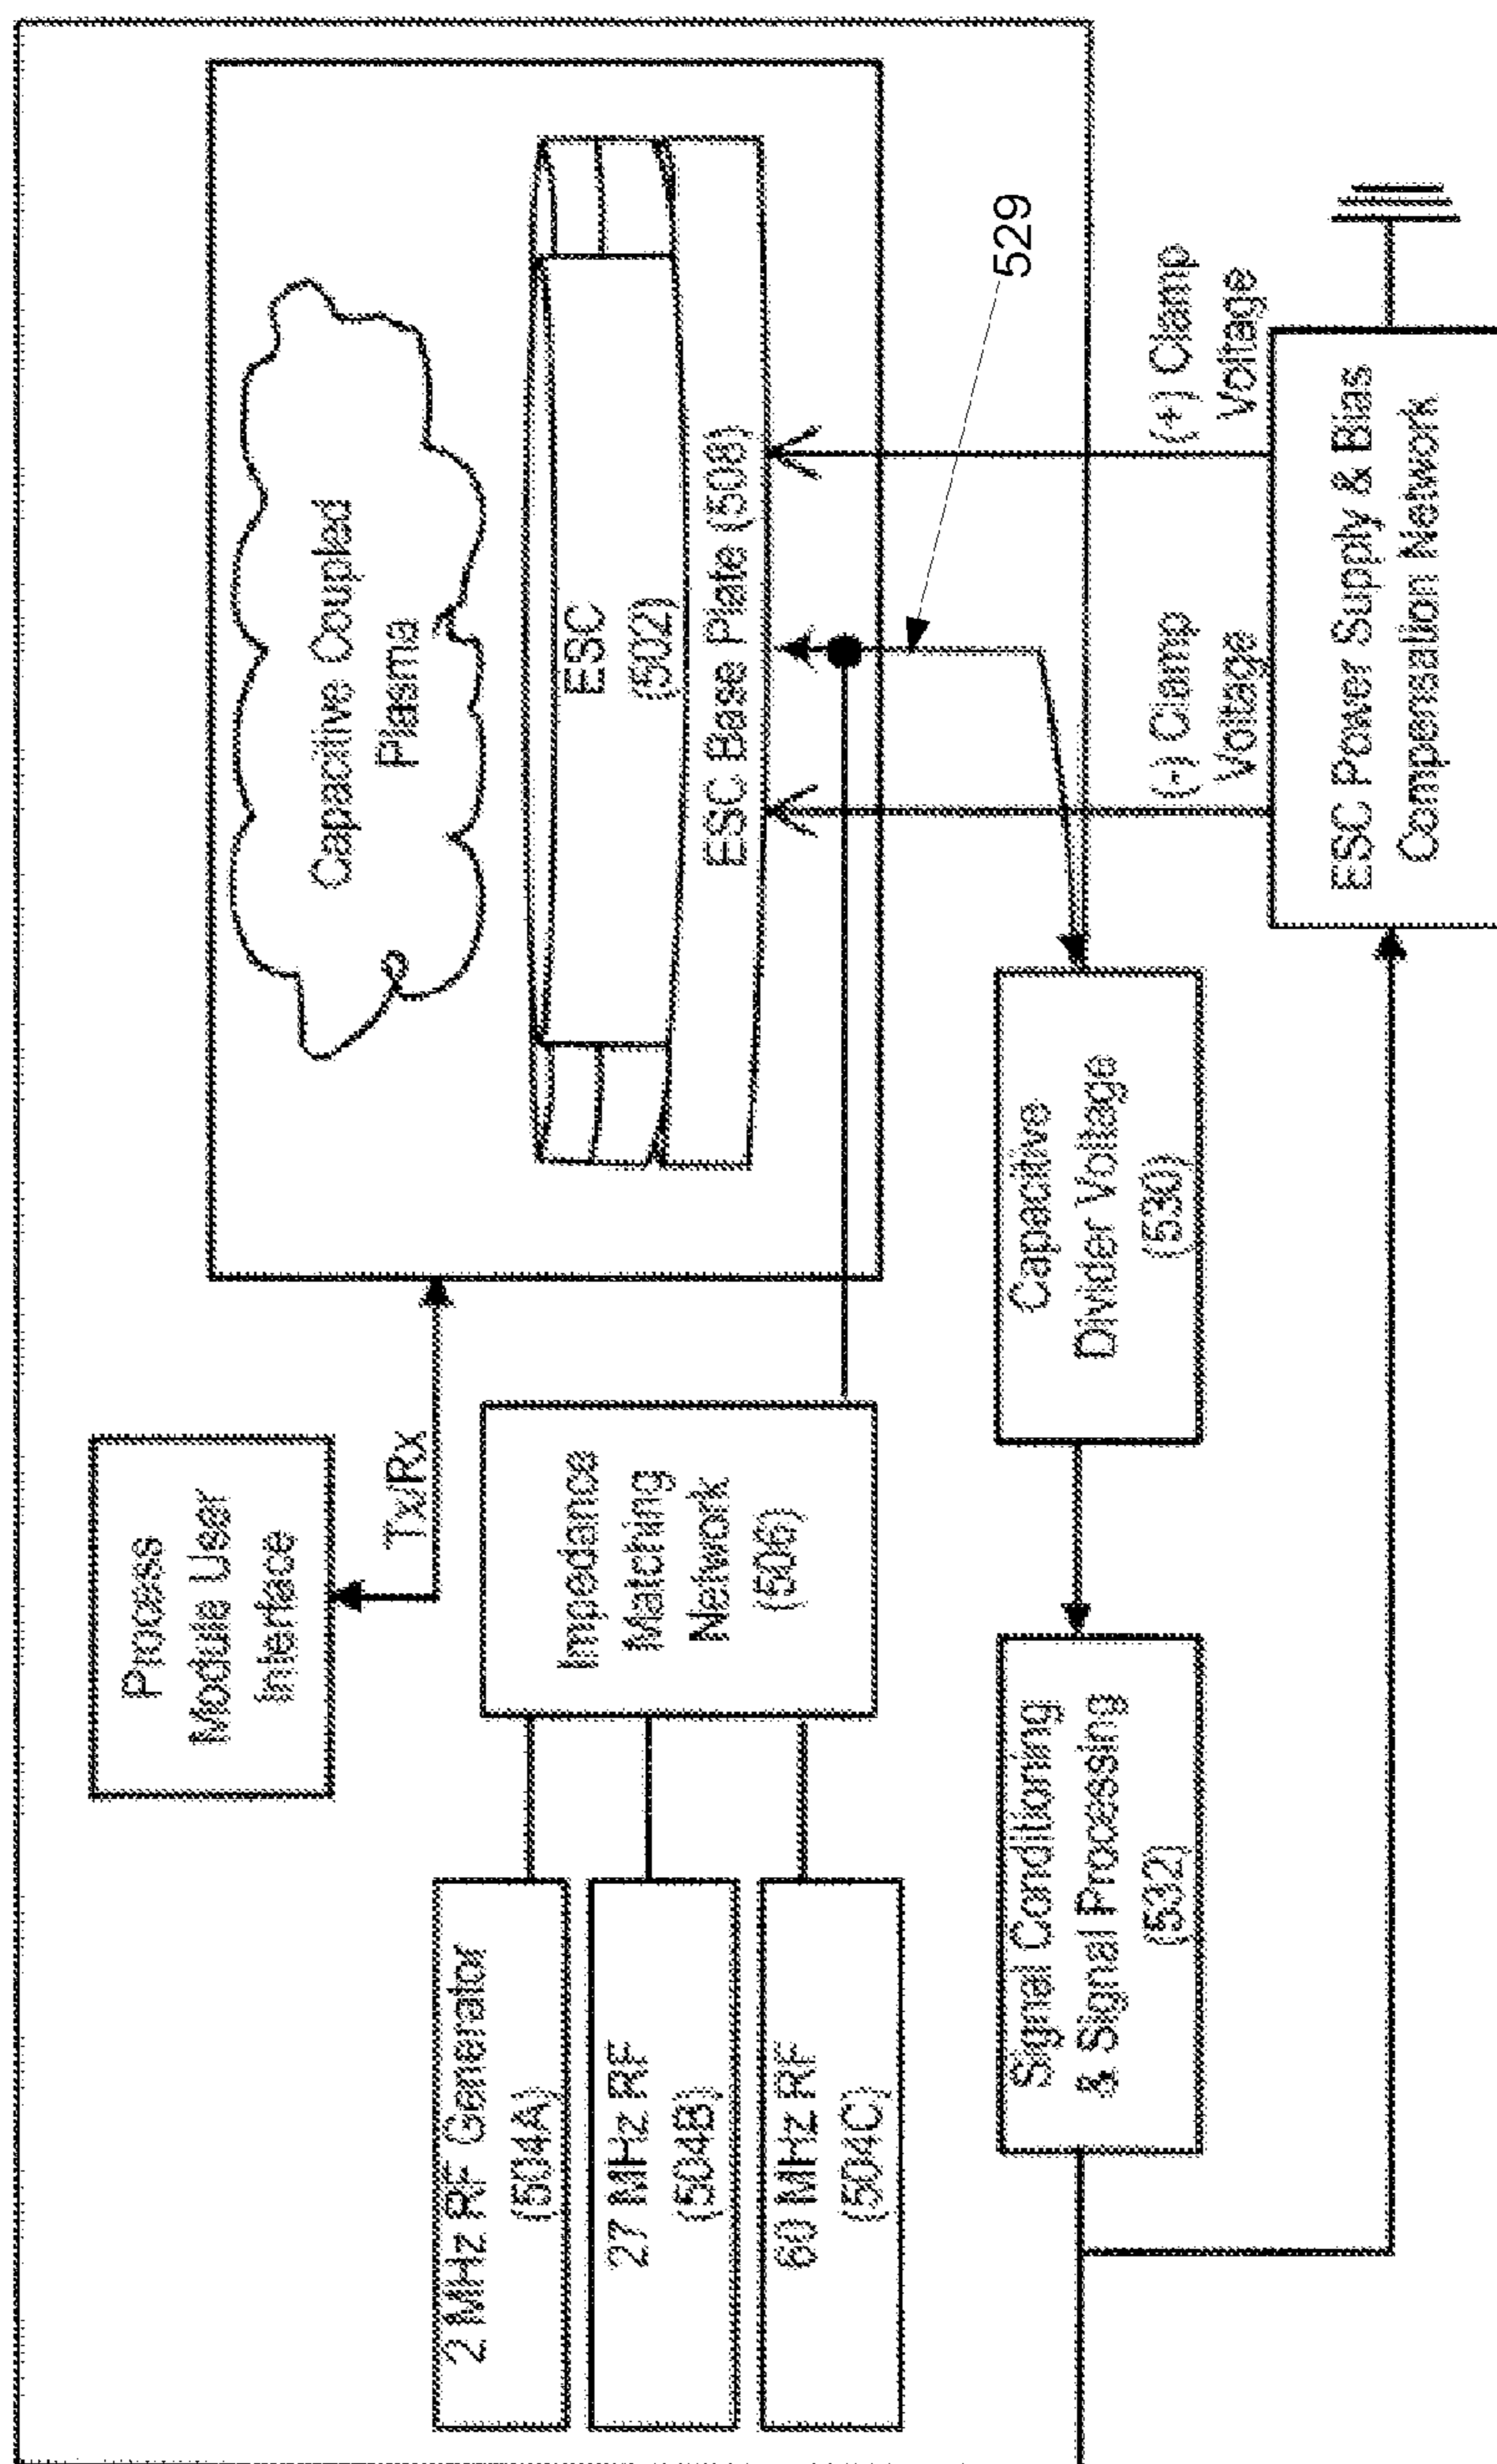 Process
Module User
Interface
Tx/Rx
Capacitive Coupled
Plasma
ESC
(502)
ESC Base Plate (508)
2 MHz RF Generator
(504A)
27 MHz RF
(504B)
60 MHz RF
(504C)
Impedance
Matching
Network
(506)
529
Signal Conditioning
& Signal Processing
(532)
Capacitive
Divider Voltage
(530)
(-) Clamp
Voltage
(+) Clamp
Voltage
ESC Power Supply & Bias
Compensation Network